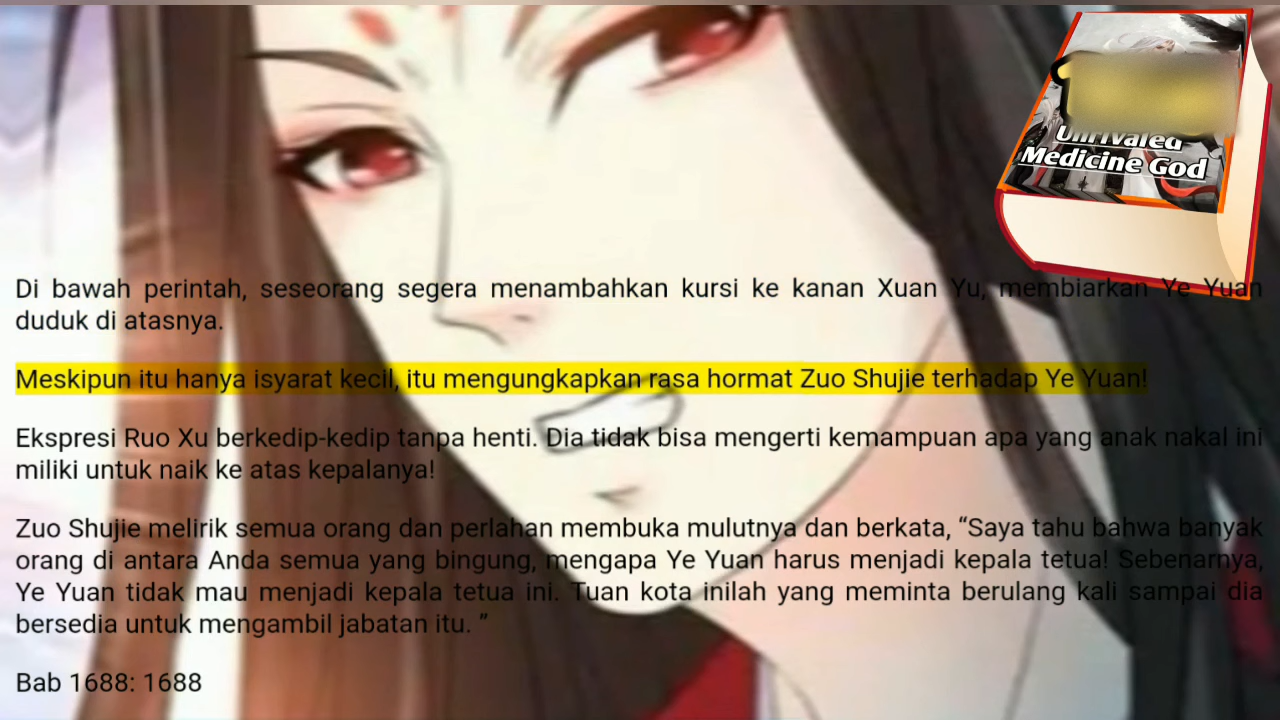 Unrivaled
Medicine God
Di bawah perintah, seseorang segera menambahkan kursi ke kanan Xuan Yu, membiarkan Ye Yuan
duduk di atasnya.
Meskipun itu hanya isyarat kecil, itu mengungkapkan rasa hormat Zuo Shujie terhadap Ye Yuan!
Ekspresi Ruo Xu berkedip-kedip tanpa henti. Dia tidak bisa mengerti kemampuan apa yang anak nakal ini
miliki untuk naik ke atas kepalanya!
Zuo Shujie melirik semua orang dan perlahan membuka mulutnya dan berkata, “Saya tahu bahwa banyak
orang di antara Anda semua yang bingung, mengapa Ye Yuan harus menjadi kepala tetua! Sebenarnya,
Ye Yuan tidak mau menjadi kepala tetua ini. Tuan kota inilah yang meminta berulang kali sampai dia
bersedia untuk mengambil jabatan itu. ”
Bab 1688: 1688